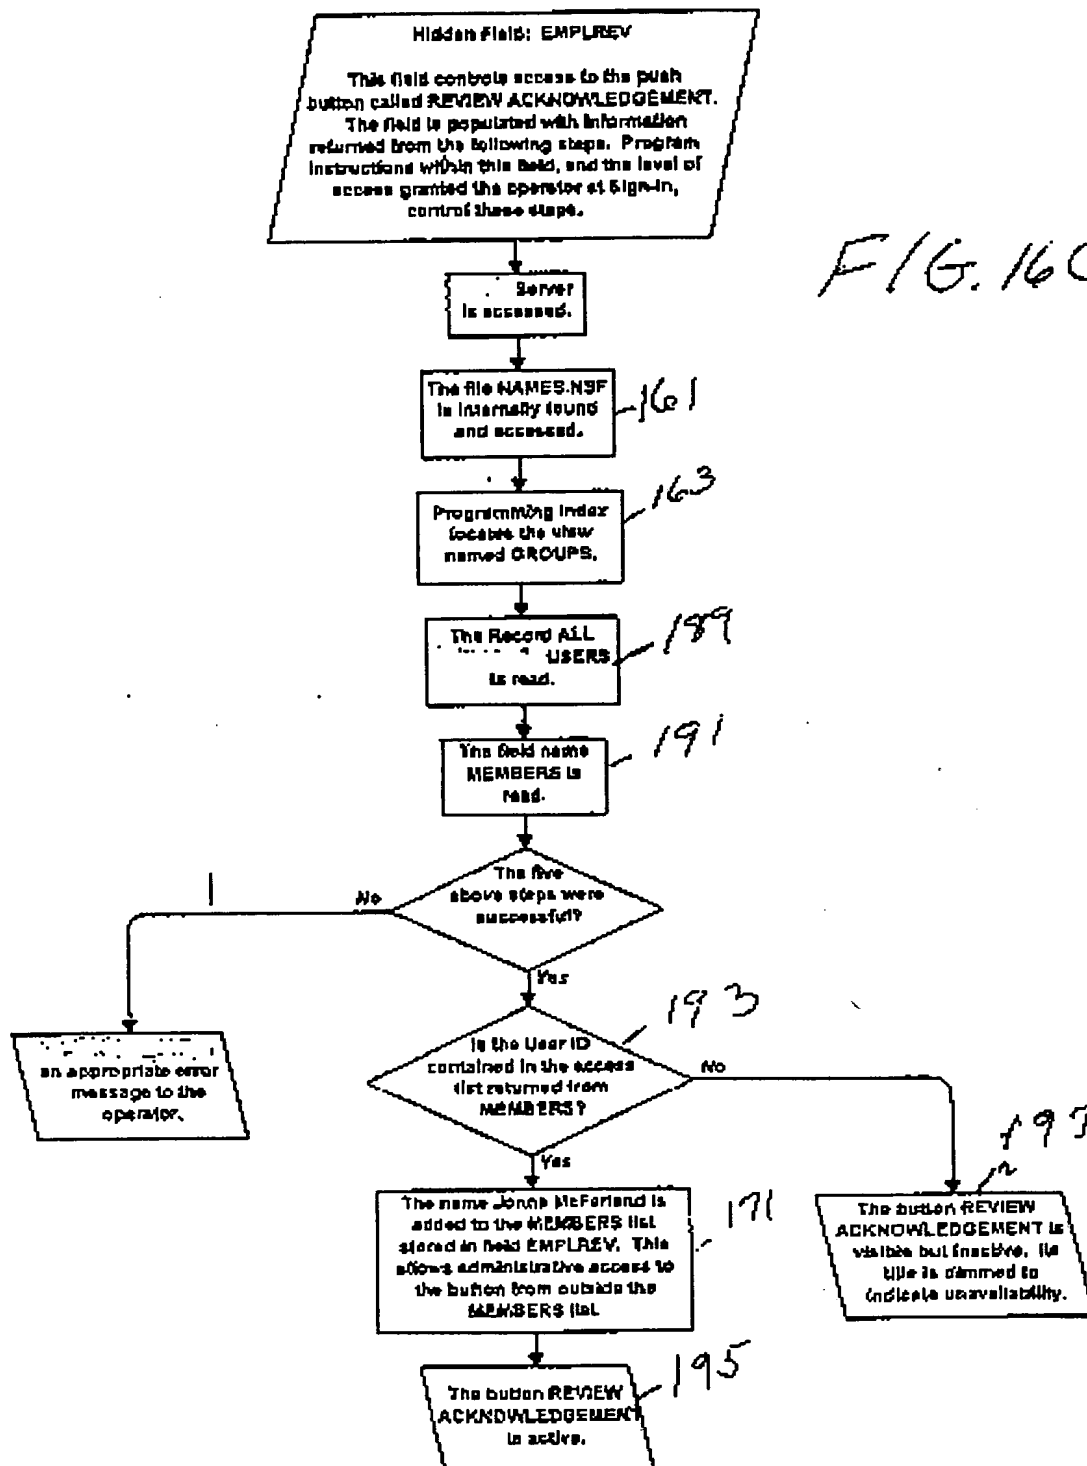 Hidden Field: EMPLREV
This field controls access to the push
button called REVIEW ACKNOWLEDGEMENT.
The field is populated with information
returned from the following steps. Program
instructions within this field, and the level of
access granted the operator at Sign-in,
control these steps.
FIG. 16C
Server
is accessed.
The file NAMES.NSF
is internally found
and accessed.
161
Programming index
locates the view
named GROUPS.
163
The Record ALL
USERS
is read.
189
The field name
MEMBERS is
read.
191
The five
above steps were
successful?
No
Yes
an appropriate error
message to the
operator.
Is the User ID
contained in the access
list returned from
MEMBERS?
193
No
Yes
The name Jonna McFarland is
added to the MEMBERS list
stored in field EMPLREV. This
allows administrative access to
the button from outside the
MEMBERS list
171
The button REVIEW
ACKNOWLEDGEMENT is
visible but inactive. Its
title is dimmed to
indicate unavailability.
The button REVIEW
ACKNOWLEDGEMENT
is active.
195